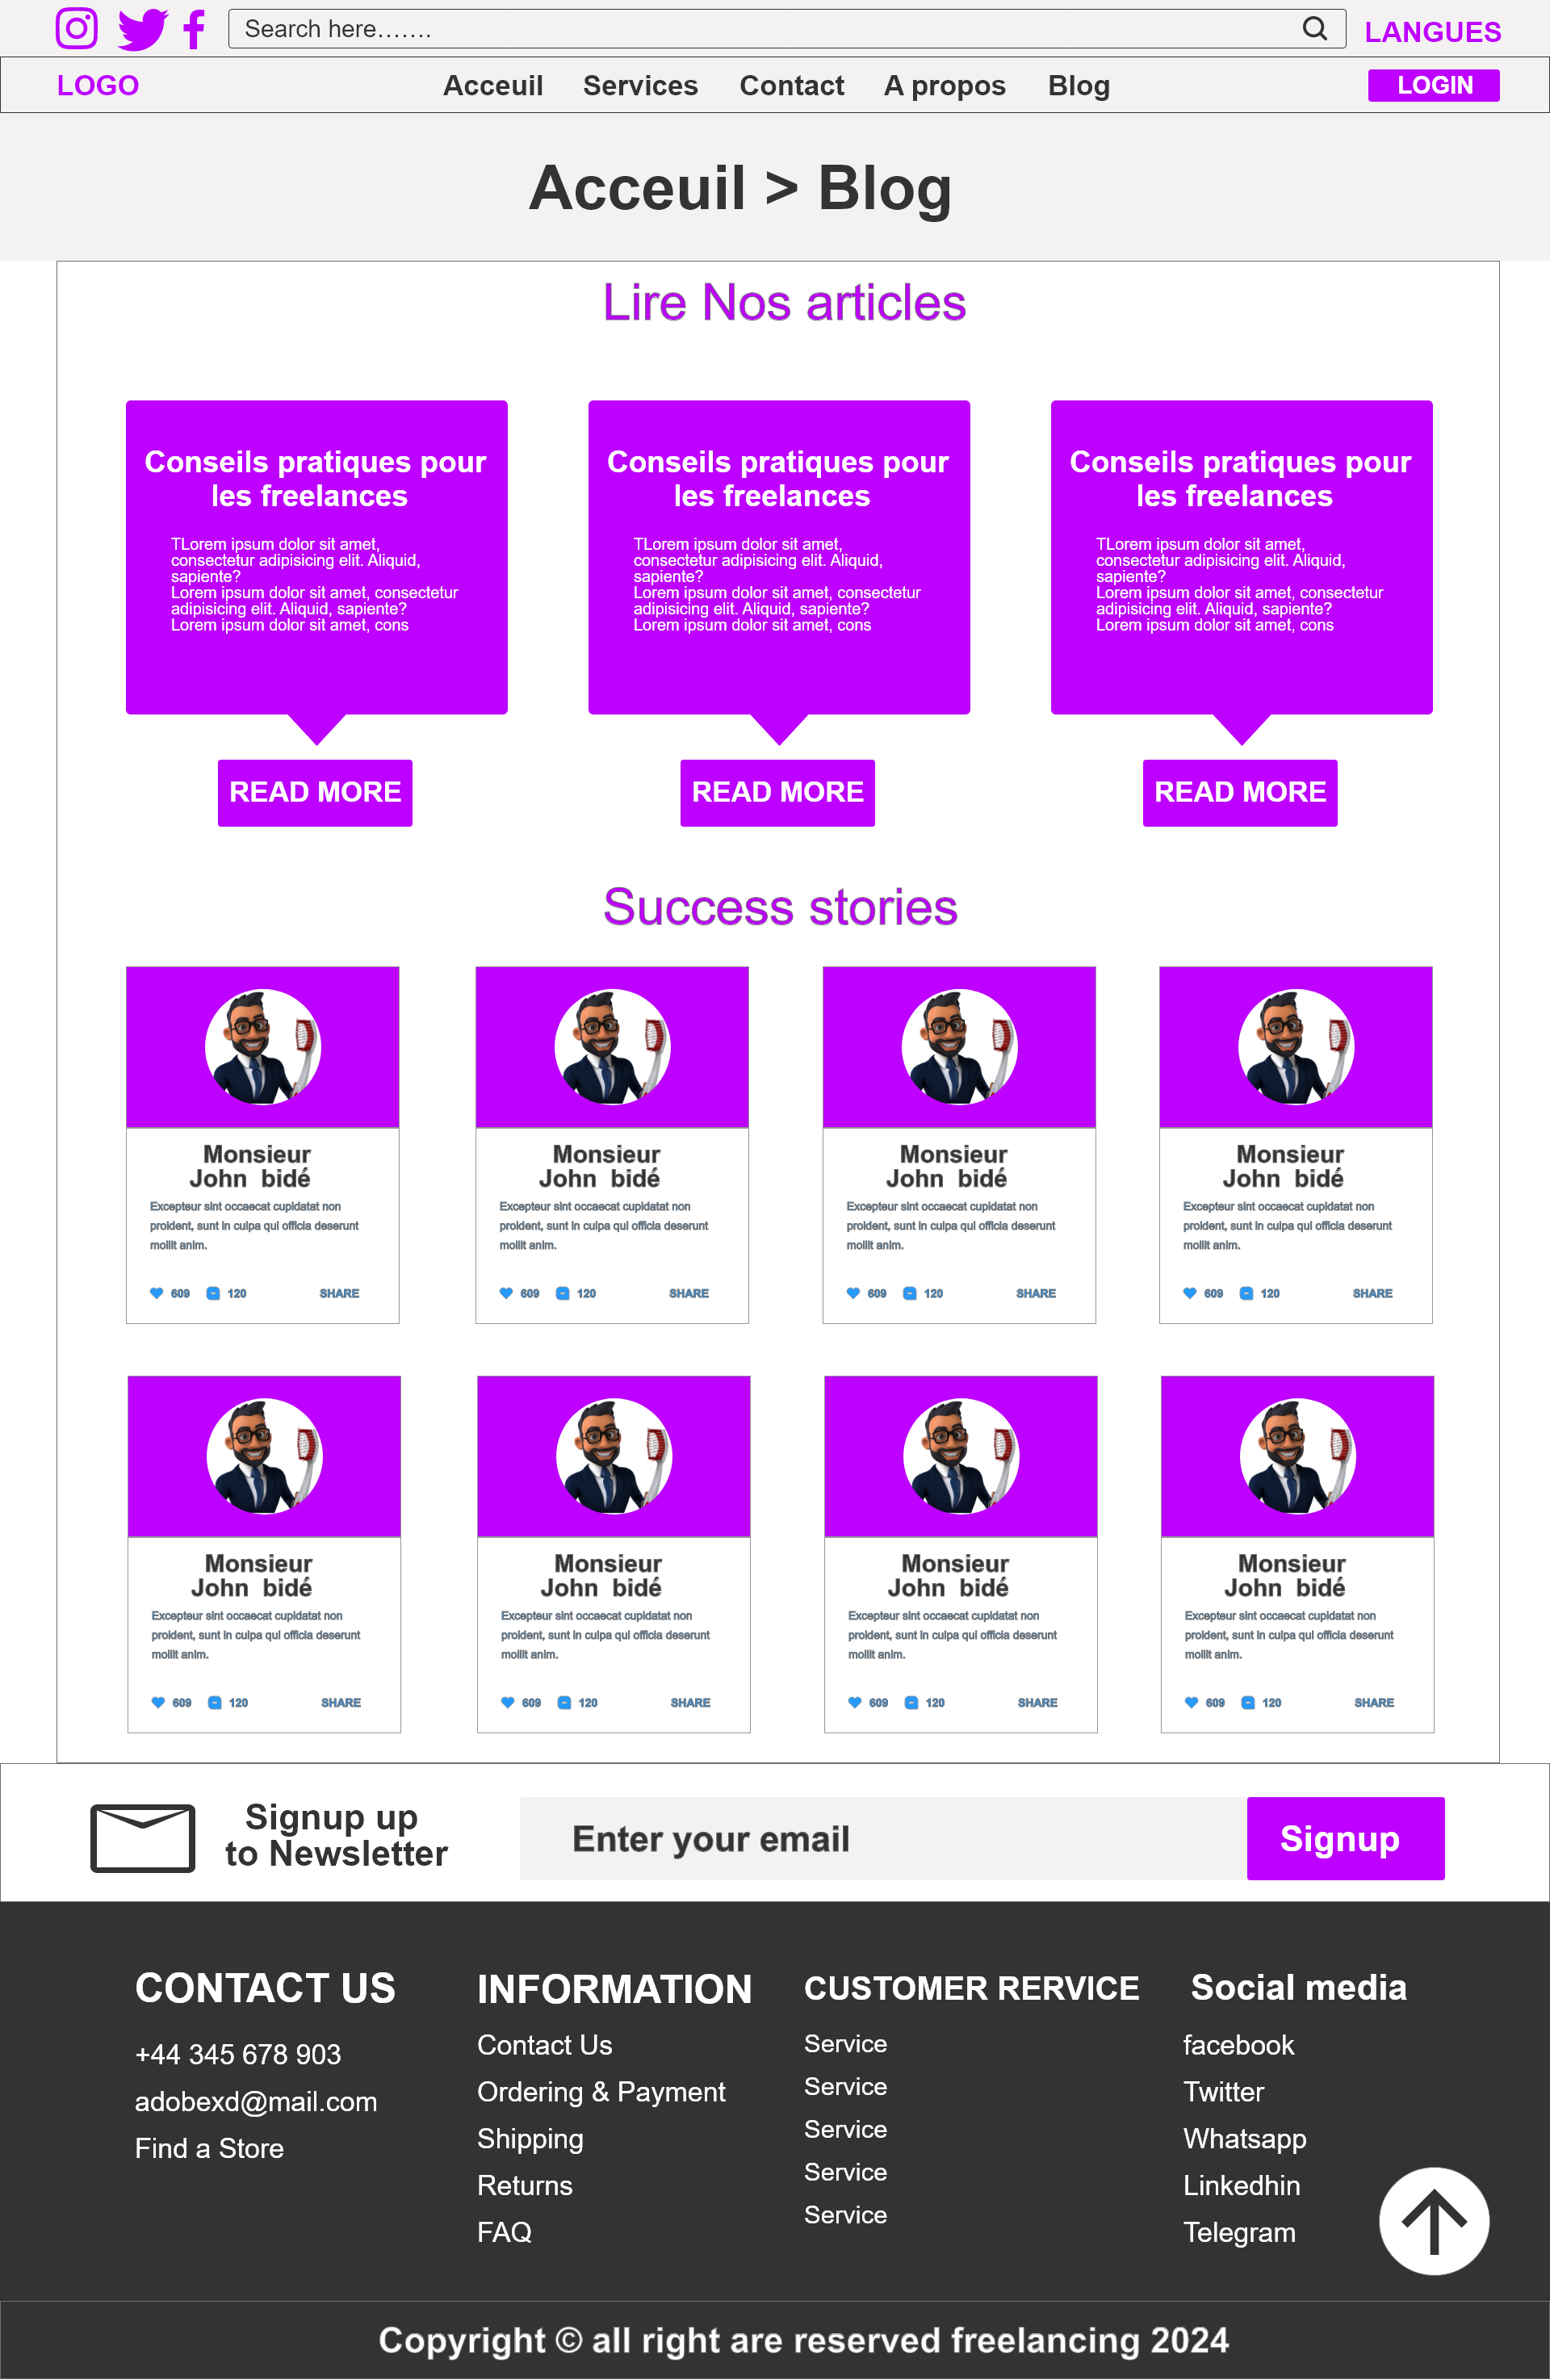 Search here.......
LANGUES
LOGO
Acceuil
Services
Contact
A propos
Blog
LOGIN
Acceuil > Blog
Lire Nos articles
Conseils pratiques pour
les freelances
TLorem ipsum dolor sit amet,
consectetur adipisicing elit. Aliquid,
sapiente?
Lorem ipsum dolor sit amet, consectetur
adipisicing elit. Aliquid, sapiente?
Lorem ipsum dolor sit amet, cons
READ MORE
Conseils pratiques pour
les freelances
TLorem ipsum dolor sit amet,
consectetur adipisicing elit. Aliquid,
sapiente?
Lorem ipsum dolor sit amet, consectetur
adipisicing elit. Aliquid, sapiente?
Lorem ipsum dolor sit amet, cons
READ MORE
Conseils pratiques pour
les freelances
TLorem ipsum dolor sit amet,
consectetur adipisicing elit. Aliquid,
sapiente?
Lorem ipsum dolor sit amet, consectetur
adipisicing elit. Aliquid, sapiente?
Lorem ipsum dolor sit amet, cons
READ MORE
Success stories
Monsieur
John bidé
Excepteur sint occaecat cupidatat non
proident, sunt in culpa qui officia deserunt
mollit anim.
609 120 SHARE
Monsieur
John bidé
Excepteur sint occaecat cupidatat non
proident, sunt in culpa qui officia deserunt
mollit anim.
609 120 SHARE
Monsieur
John bidé
Excepteur sint occaecat cupidatat non
proident, sunt in culpa qui officia deserunt
mollit anim.
609 120 SHARE
Monsieur
John bidé
Excepteur sint occaecat cupidatat non
proident, sunt in culpa qui officia deserunt
mollit anim.
609 120 SHARE
Monsieur
John bidé
Excepteur sint occaecat cupidatat non
proident, sunt in culpa qui officia deserunt
mollit anim.
609 120 SHARE
Monsieur
John bidé
Excepteur sint occaecat cupidatat non
proident, sunt in culpa qui officia deserunt
mollit anim.
609 120 SHARE
Monsieur
John bidé
Excepteur sint occaecat cupidatat non
proident, sunt in culpa qui officia deserunt
mollit anim.
609 120 SHARE
Monsieur
John bidé
Excepteur sint occaecat cupidatat non
proident, sunt in culpa qui officia deserunt
mollit anim.
609 120 SHARE
Signup up
to Newsletter
Enter your email
Signup
CONTACT US
+44 345 678 903
adobexd@mail.com
Find a Store
INFORMATION
Contact Us
Ordering & Payment
Shipping
Returns
FAQ
CUSTOMER RERVICE
Service
Service
Service
Service
Service
Social media
facebook
Twitter
Whatsapp
Linkedhin
Telegram
Copyright © all right are reserved freelancing 2024